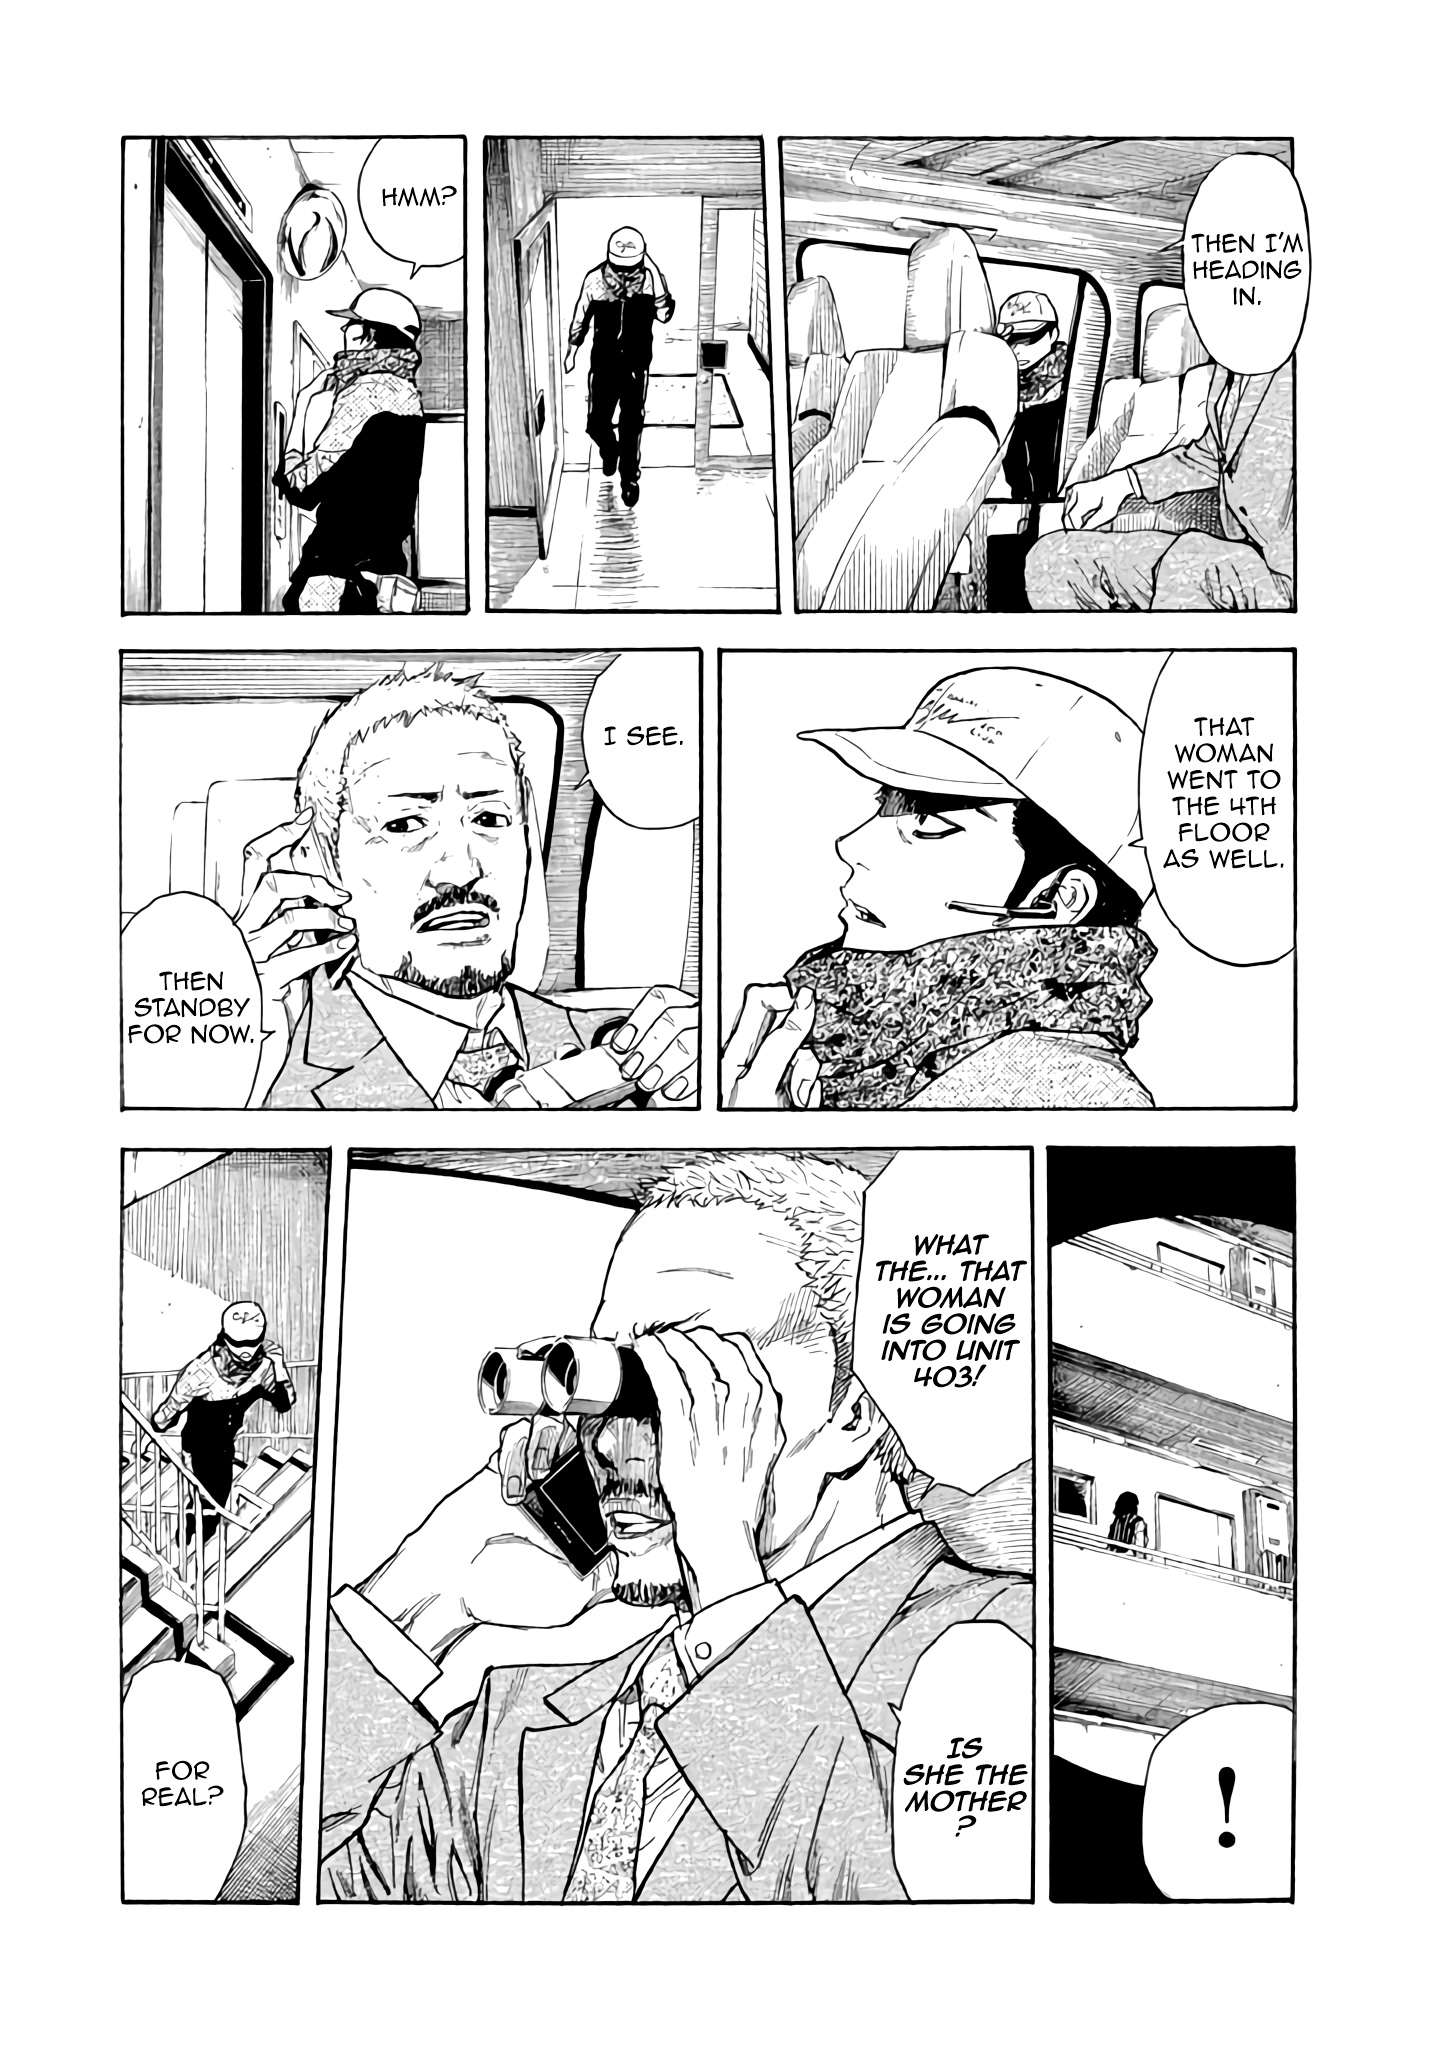 THEN I'M
HEADING
IN.
HMM?
THAT
WOMAN
WENT TO
THE 4TH
FLOOR
AS WELL.
I SEE.
THEN
STANDBY
FOR NOW.
!
WHAT
THE... THAT
WOMAN
IS GOING
INTO UNIT
403!
IS
SHE THE
MOTHER
?
FOR
REAL?